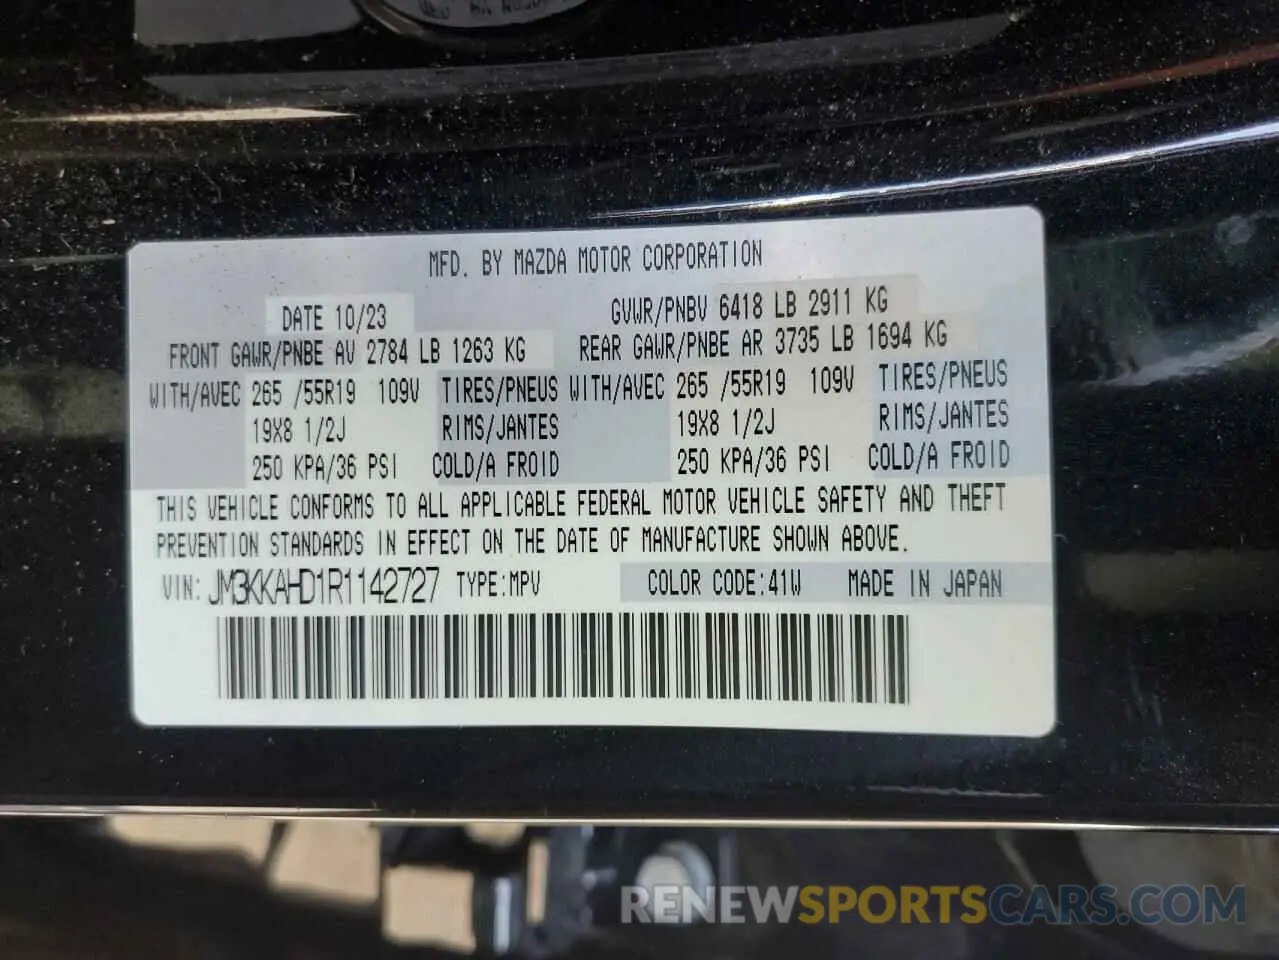 MFD. BY MAZDA MOTOR CORPORATION
DATE 10/23 GVWR/PNBV 6418 LB 2911 KG
FRONT GAWR/PNBE AV 2784 LB 1263 KG REAR GAWR/PNBE AR 3735 LB 1694 KG
WITH/AVEC 265 /55R19 109V TIRES/PNEUS WITH/AVEC 265 /55R19 109V TIRES/PNEUS
19X8 1/2J RIMS/JANTES 19X8 1/2J RIMS/JANTES
250 KPA/36 PSI COLD/A FROID 250 KPA/36 PSI COLD/A FROID
THIS VEHICLE CONFORMS TO ALL APPLICABLE FEDERAL MOTOR VEHICLE SAFETY AND THEFT
PREVENTION STANDARDS IN EFFECT ON THE DATE OF MANUFACTURE SHOWN ABOVE.
VIN: JM3KKAHD1R1142727 TYPE:MPV COLOR CODE:41W MADE IN JAPAN
RENEWSPORTSCARS.COM